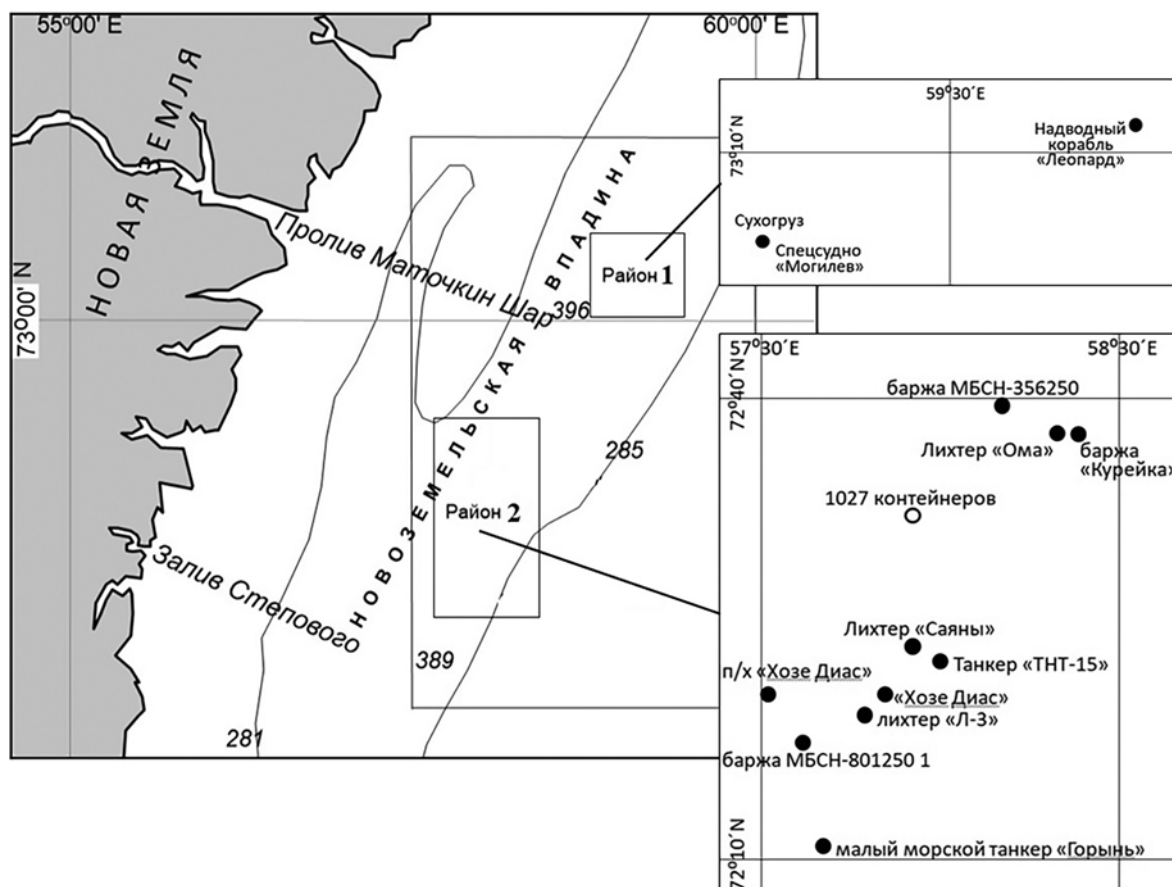 55°00' E
60°00' E
НОВАЯ ЗЕМЛЯ
73°00' N
Пролив Маточкин Шар
НОВОЗЕМЕЛЬСКАЯ ВПАДИНА
Район 1
396
285
Район 2
Залив Степового
389
281
59°30´E
73°10´N
Надводный
корабль
«Леопард»
Сухогруз
Спецсудно
«Могилев»
57°30´E
58°30´E
72°40´N
баржа МБСН-356250
Лихтер «Ома»
баржа
«Курейка»
1027 контейнеров
Лихтер «Саяны»
Танкер «ТНТ-15»
п/х «Хозе Диас»
«Хозе Диас»
лихтер «Л-3»
баржа МБСН-801250 1
малый морской танкер «Горынь»
72°10´N